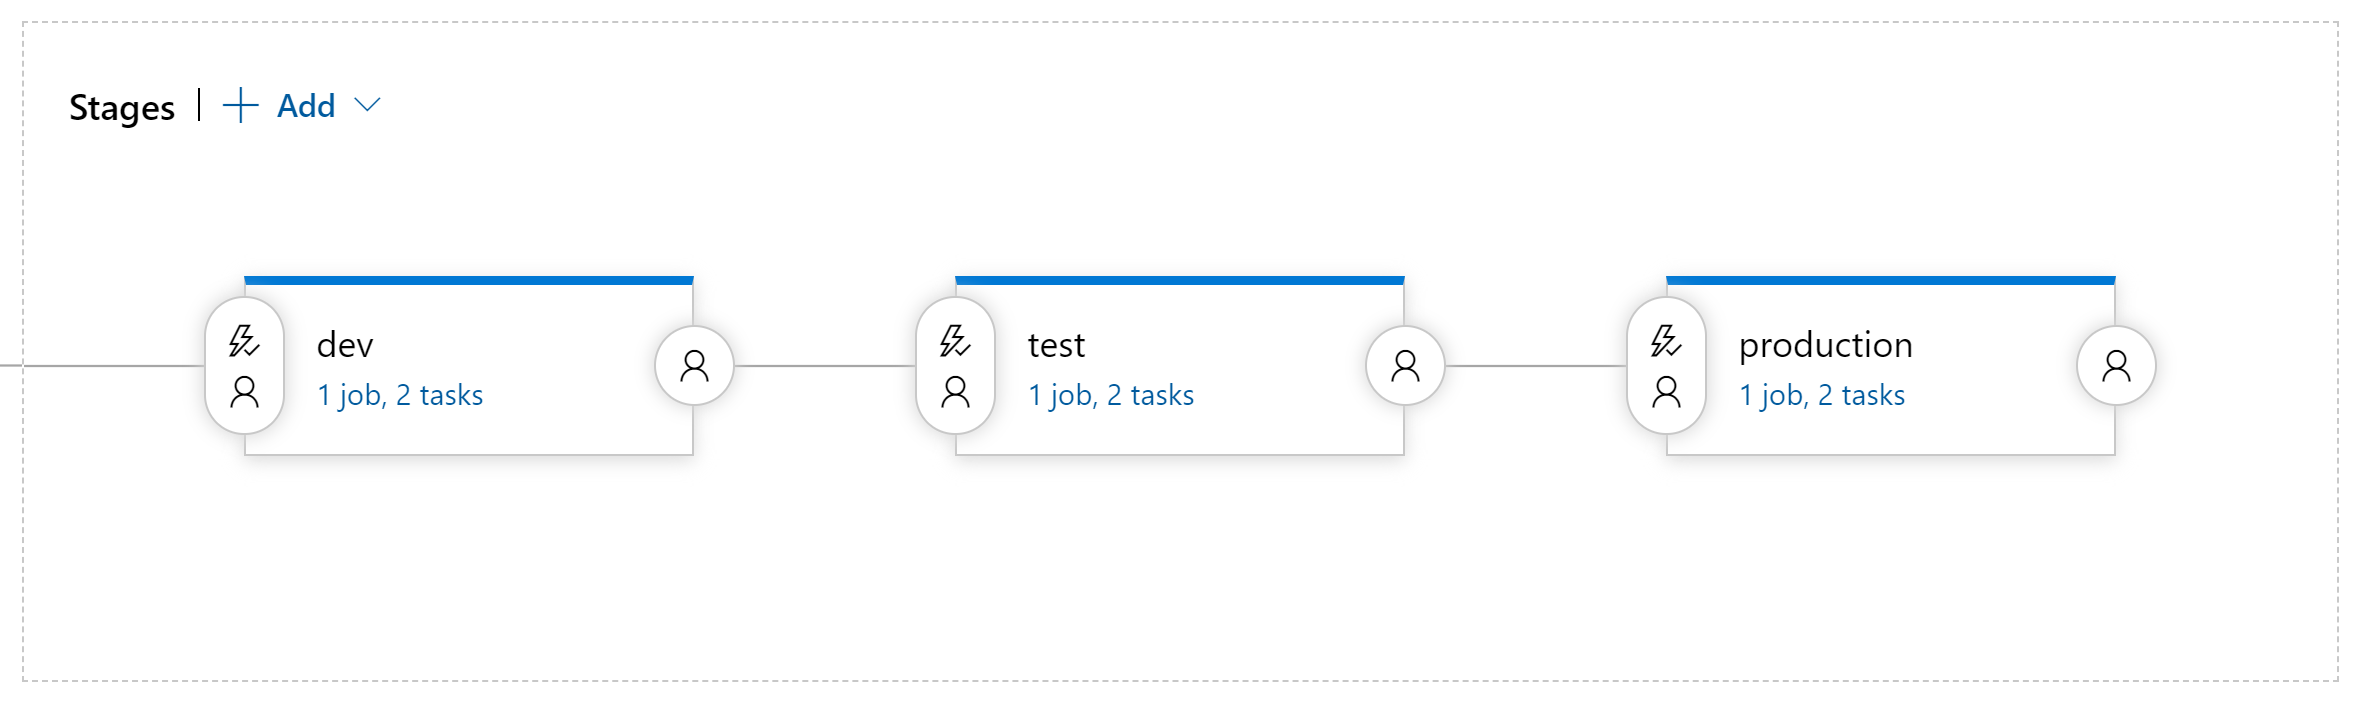 Stages | + Add
dev
1 job, 2 tasks
test
1 job, 2 tasks
production
1 job, 2 tasks